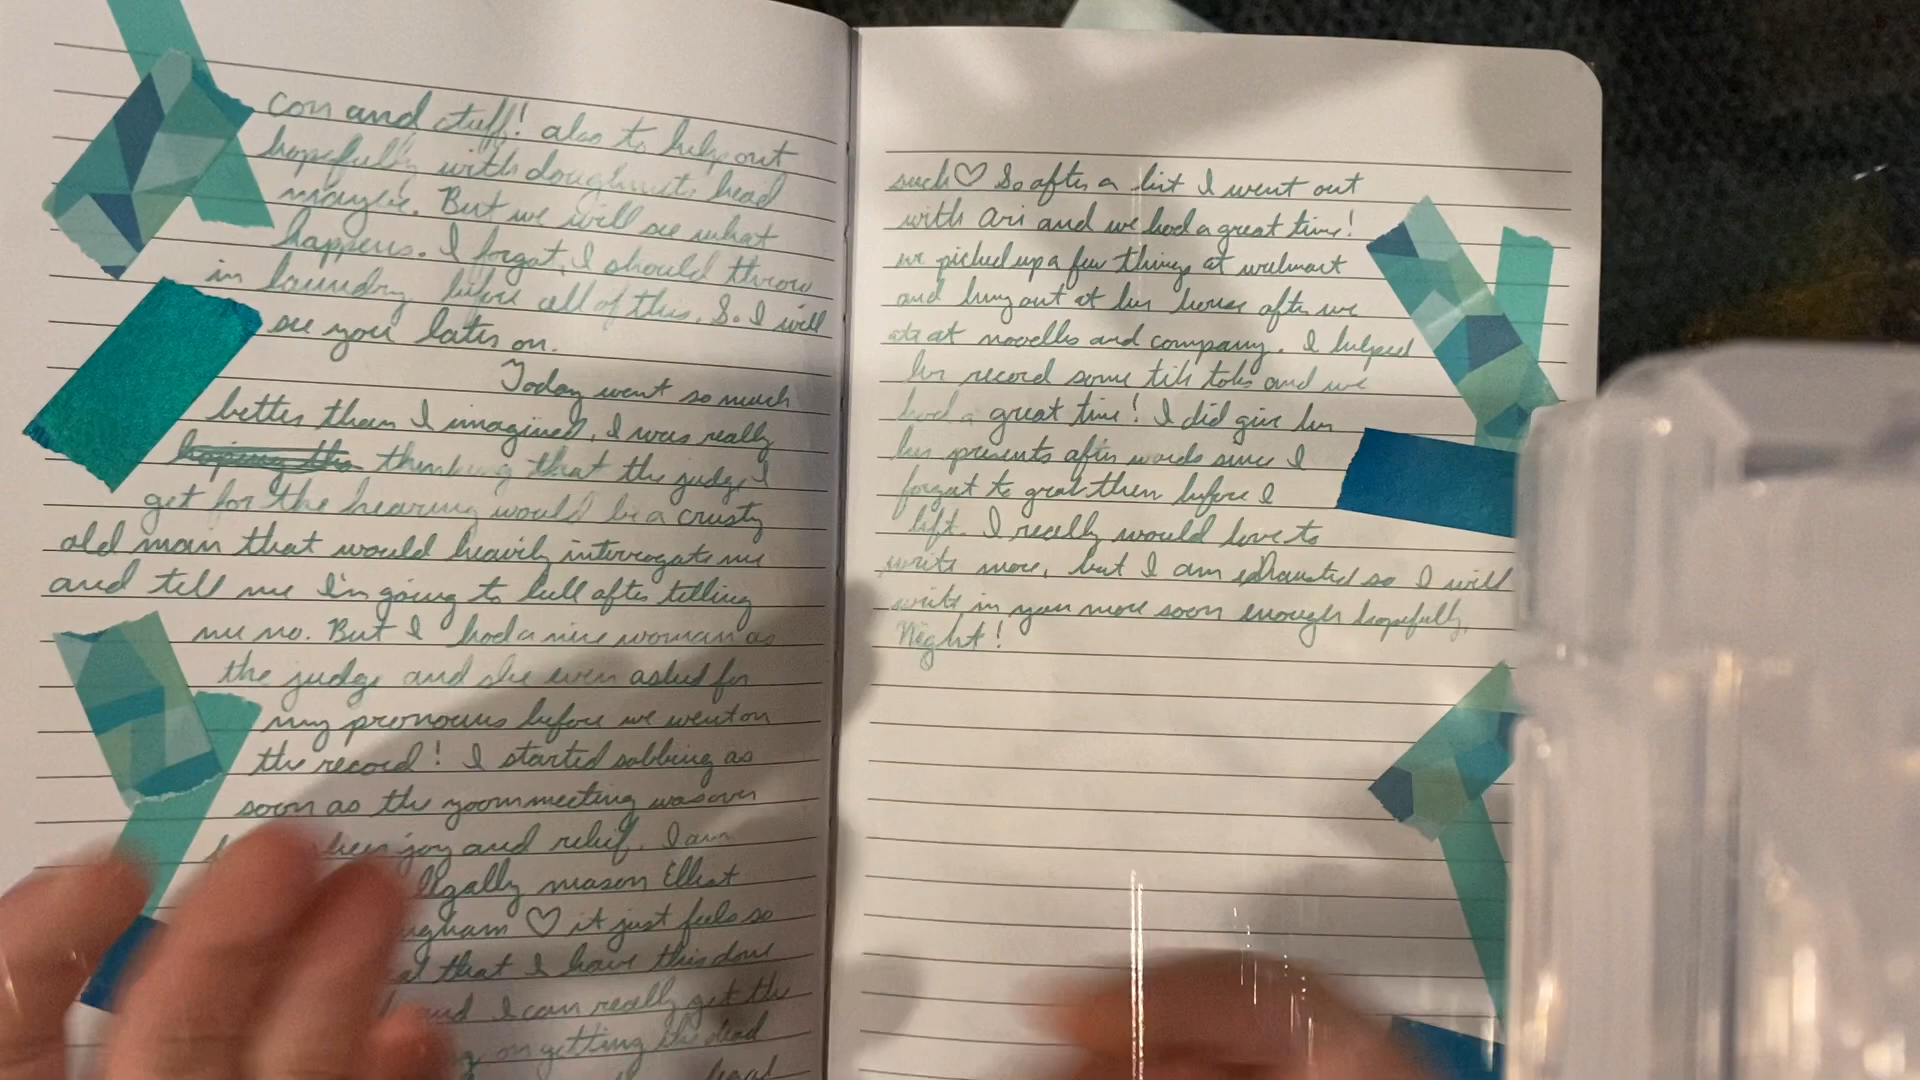 con and stuff! also to help out
hopefully with doughnuts head
maybe. But we will see what
happens. I forgot, I should throw
in laundry before all of this. So I will
see you later on.
Today went so much
better than I imagined, I was really
thinking that the judge I
get for the hearing would be a crusty
old man that would heavily interrogate me
and tell me I'm going to hell after telling
me no. But I had a nice woman as
the judge and she even asked for
my pronouns before we went on
the record! I started sobbing as
soon as the zoom meeting was over
joy and relief. I am
legally mason Elliot
♡ it just feels so
that I have this done
and I can really get the
on getting the dead
legal
such♡ So after a bit I went out
with Ari and we had a great time!
we picked up a few things at walmart
and hung out at her house after we
ate at noodles and company. I helped
her record some tik toks and we
had a great time! I did give her
her presents after words since I
forgot to grab them before I
left. I really would love to
write more, but I am exhausted so I will
write in you more soon enough hopefully,
Night!